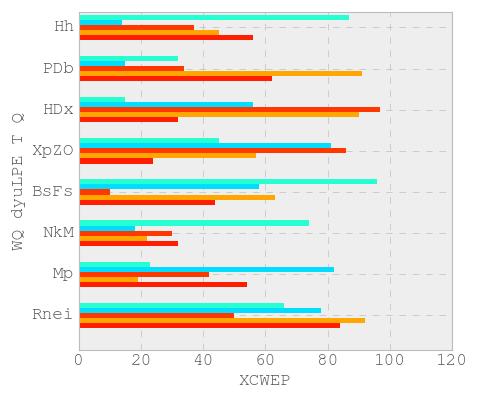 Hh
PDb
HDx
XpZO
BsFs
NkM
Mp
Rnei
WQ dyuLPE T Q
0 20 40 60 80 100 120
XCWEP